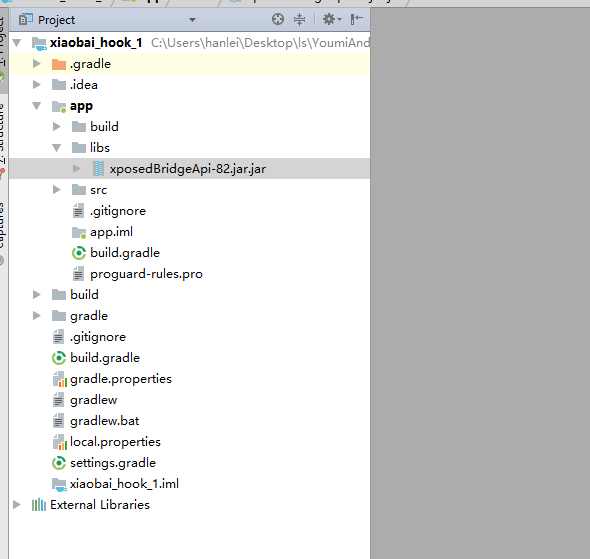 Project
xiaobai_hook_1 C:\Users\hanlei\Desktop\ls\YoumiAnd
.gradle
.idea
app
build
libs
xposedBridgeApi-82.jar.jar
src
.gitignore
app.iml
build.gradle
proguard-rules.pro
build
gradle
.gitignore
build.gradle
gradle.properties
gradlew
gradlew.bat
local.properties
settings.gradle
xiaobai_hook_1.iml
External Libraries